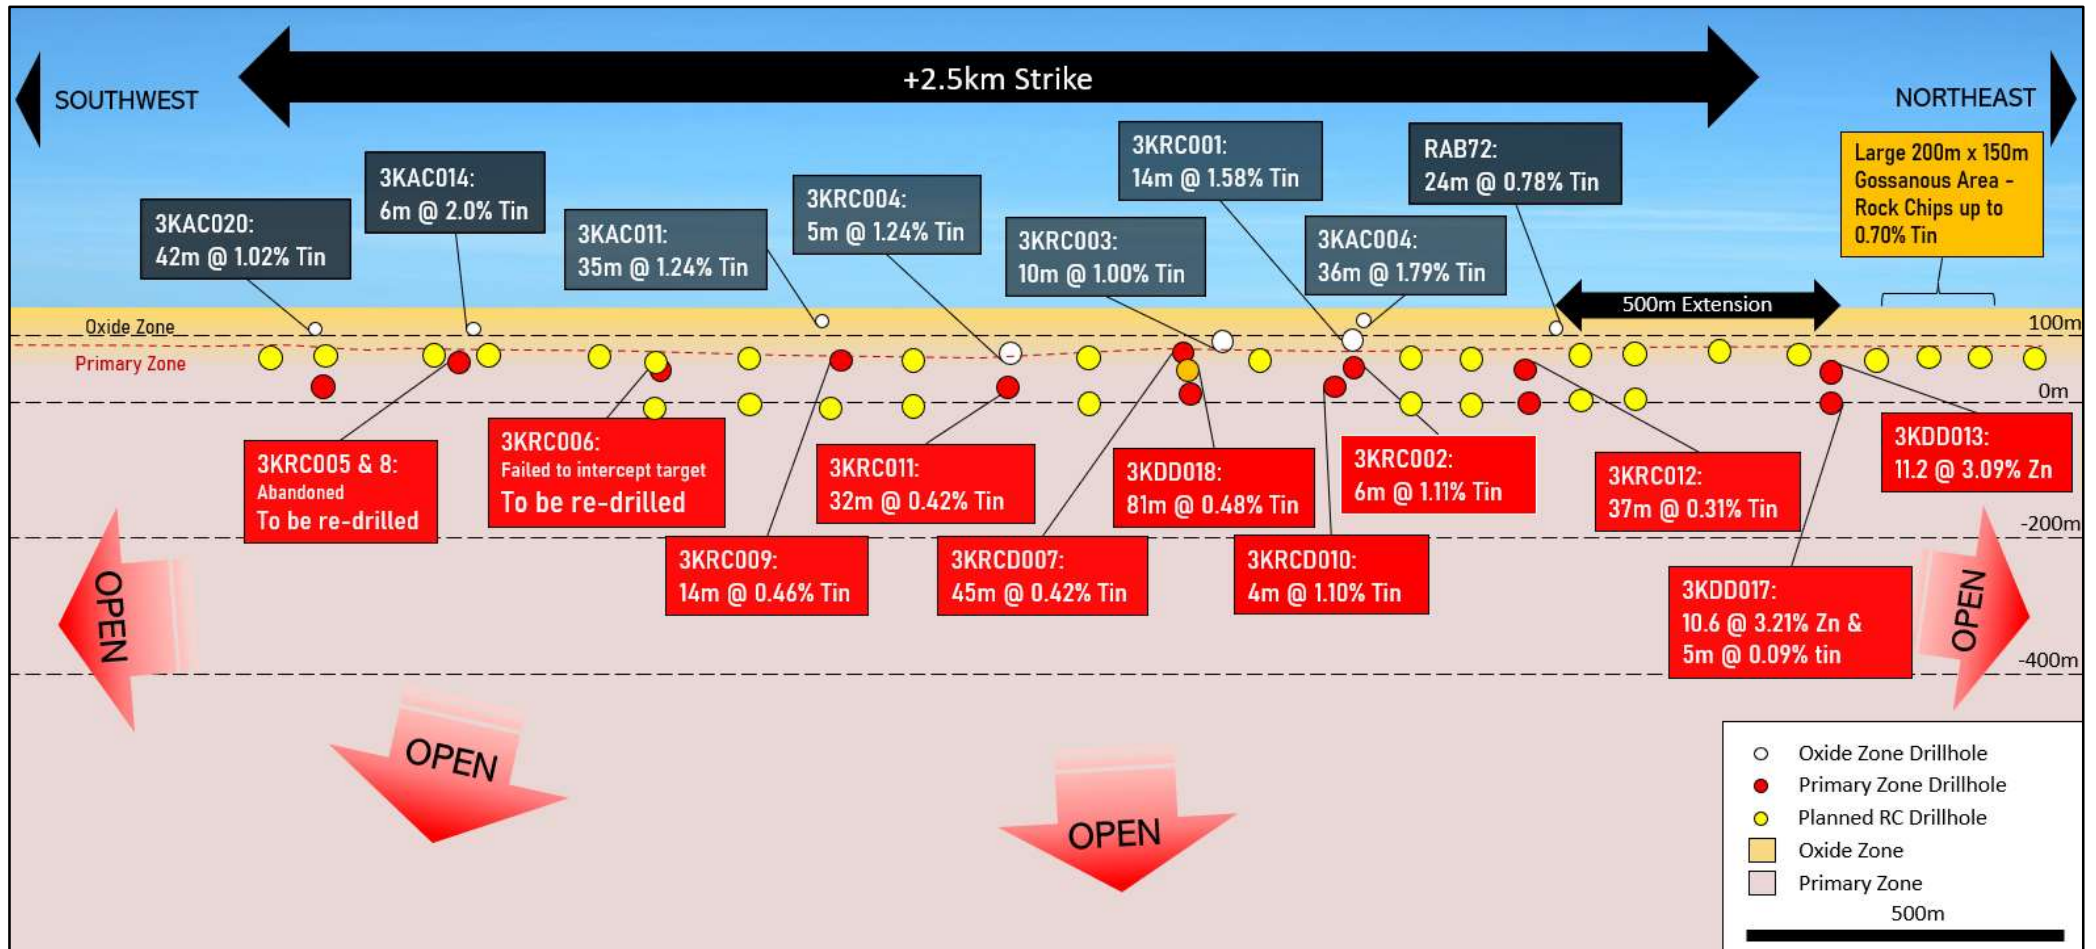 +2.5km Strike
SOUTHWEST
NORTHEAST
3KAC020:
42m @ 1.02% Tin
3KAC014:
6m @ 2.0% Tin
3KAC011:
35m @ 1.24% Tin
3KRC004:
5m @ 1.24% Tin
3KRC003:
10m @ 1.00% Tin
3KRC001:
14m @ 1.58% Tin
3KAC004:
36m @ 1.79% Tin
RAB72:
24m @ 0.78% Tin
Large 200m x 150m
Gossanous Area -
Rock Chips up to
0.70% Tin
500m Extension
Oxide Zone
Primary Zone
100m
0m
-200m
-400m
3KRC005 & 8:
Abandoned
To be re-drilled
3KRC006:
Failed to intercept target
To be re-drilled
3KRC009:
14m @ 0.46% Tin
3KRC011:
32m @ 0.42% Tin
3KRCD007:
45m @ 0.42% Tin
3KDD018:
81m @ 0.48% Tin
3KRCD010:
4m @ 1.10% Tin
3KRC002:
6m @ 1.11% Tin
3KRC012:
37m @ 0.31% Tin
3KDD017:
10.6 @ 3.21% Zn &
5m @ 0.09% tin
3KDD013:
11.2 @ 3.09% Zn
OPEN
OPEN
OPEN
OPEN
Oxide Zone Drillhole
Primary Zone Drillhole
Planned RC Drillhole
Oxide Zone
Primary Zone
500m